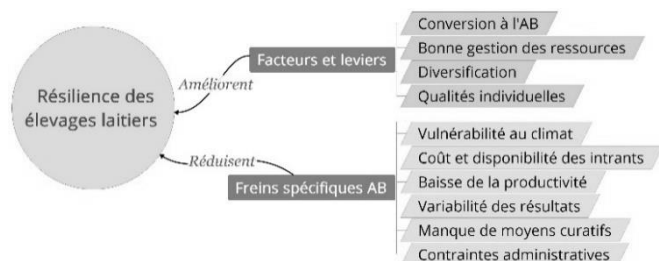 Résilience des
élevages laitiers
Améliorent
Facteurs et leviers
Conversion à l'AB
Bonne gestion des ressources
Diversification
Qualités individuelles
Réduisent
Freins spécifiques AB
Vulnérabilité au climat
Coût et disponibilité des intrants
Baisse de la productivité
Variabilité des résultats
Manque de moyens curatifs
Contraintes administratives